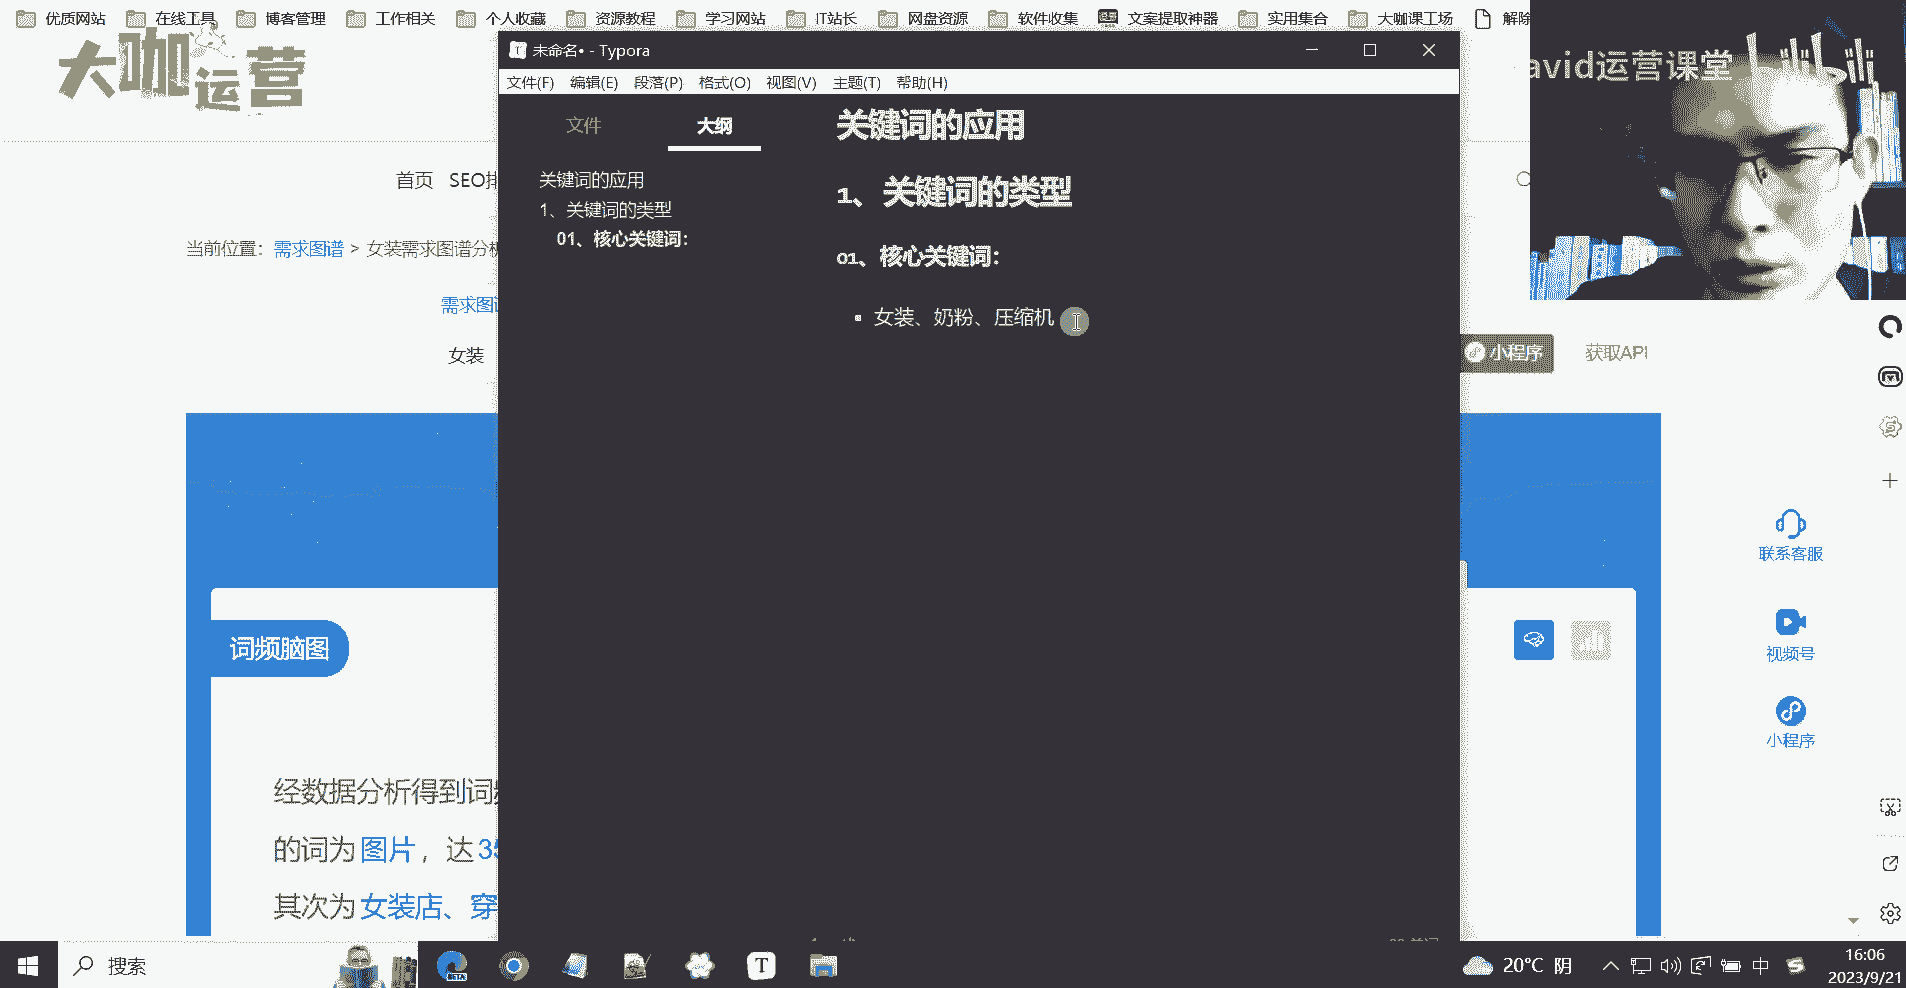 优质网站 在线工具 博客管理 工作相关 个人收藏 资源教程 学习网站 IT站长 网盘资源 软件收集 文案提取神器 实用集合 大咖课工场 解除
大咖运营
未命名• - Typora
avid运营课堂
文件(F) 编辑(E) 段落(P) 格式(O) 视图(V) 主题(T) 帮助(H)
文件 大纲
关键词的应用
首页 SEO
关键词的应用
1、关键词的类型
1、关键词的类型
01、核心关键词：
01、核心关键词：
当前位置：需求图谱 > 女装需求图谱分析
需求图谱
女装、奶粉、压缩机
女装
小程序 获取API
联系客服
词频脑图
视频号
小程序
经数据分析得到词频
的词为图片，达35
其次为女装店、穿
搜索
20°C 阴
中
16:06
2023/9/21